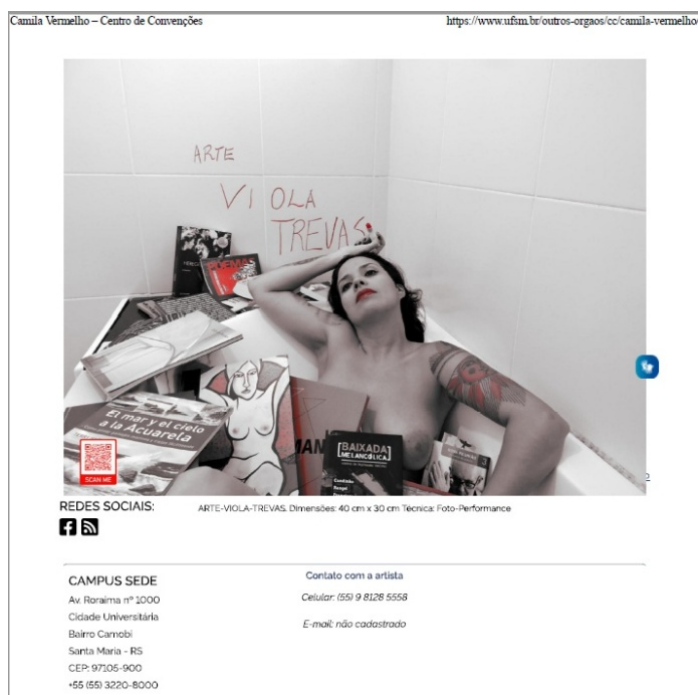 Camila Vermelho – Centro de Convenções
https://www.ufsm.br/outros-orgaos/cc/camila-vermelho/
ARTE
VIOLA
TREVAS
POEMAS
El mar y el cielo
a la Acuarela
[BAIXADA
MELANCÓLICA]
SCAN ME
2
REDES SOCIAIS:
ARTE-VIOLA-TREVAS. Dimensões: 40 cm x 30 cm Técnica: Foto-Performance
CAMPUS SEDE
Av. Roraima nº 1000
Cidade Universitária
Bairro Camobi
Santa Maria - RS
CEP: 97105-900
+55 (55) 3220-8000
Contato com a artista
Celular: (55) 9 8128 5558
E-mail: não cadastrado